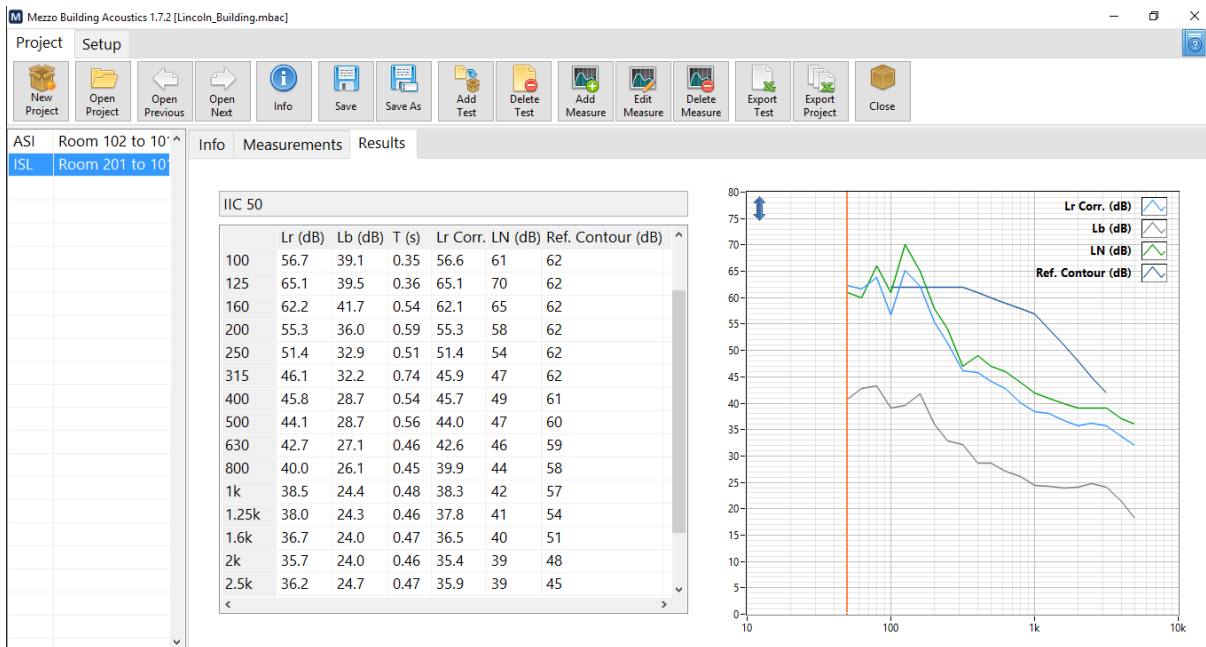 Mezzo Building Acoustics 1.7.2 [Lincoln_Building.mbac]
Project Setup
New Project
Open Project
Open Previous
Open Next
Info
Save
Save As
Add Test
Delete Test
Add Measure
Edit Measure
Delete Measure
Export Test
Export Project
Close
ASI Room 102 to 10
ISL Room 201 to 10
Info Measurements Results
IIC 50
Lr (dB) Lb (dB) T (s) Lr Corr. LN (dB) Ref. Contour (dB)
100 56.7 39.1 0.35 56.6 61 62
125 65.1 39.5 0.36 65.1 70 62
160 62.2 41.7 0.54 62.1 65 62
200 55.3 36.0 0.59 55.3 58 62
250 51.4 32.9 0.51 51.4 54 62
315 46.1 32.2 0.74 45.9 47 62
400 45.8 28.7 0.54 45.7 49 61
500 44.1 28.7 0.56 44.0 47 60
630 42.7 27.1 0.46 42.6 46 59
800 40.0 26.1 0.45 39.9 44 58
1k 38.5 24.4 0.48 38.3 42 57
1.25k 38.0 24.3 0.46 37.8 41 54
1.6k 36.7 24.0 0.47 36.5 40 51
2k 35.7 24.0 0.46 35.4 39 48
2.5k 36.2 24.7 0.47 35.9 39 45
Lr Corr. (dB)
Lb (dB)
LN (dB)
Ref. Contour (dB)
80
75
70
65
60
55
50
45
40
35
30
25
20
15
10
5
0
10 100 1k 10k